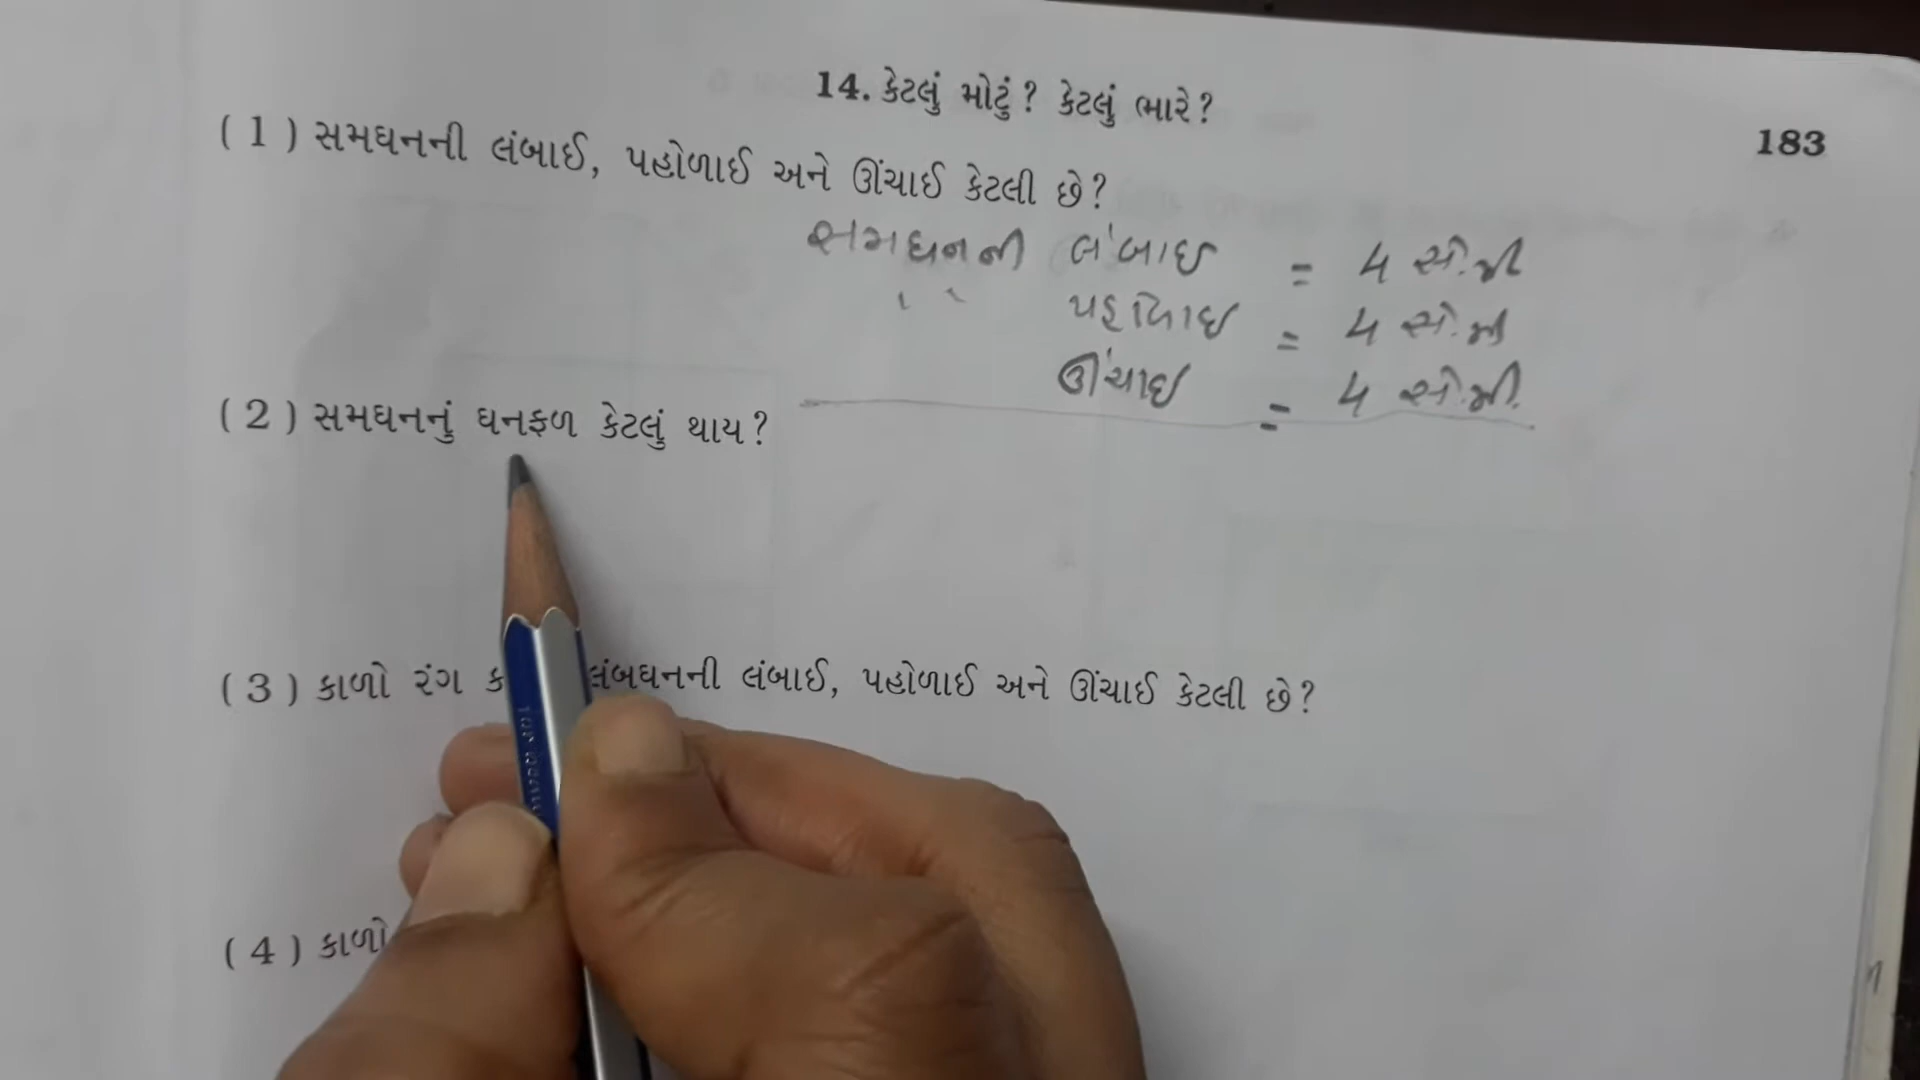 14. કેટલું મોટું ? કેટલું ભારે ?
183
( 1 ) સમઘનની લંબાઈ, પહોળાઈ અને ઊંચાઈ કેટલી છે ?
સમઘનની લંબાઇ = 4 સે.મી
પહોળાઇ = 4 સે.મી
ઊંચાઇ = 4 સે.મી.
( 2 ) સમઘનનું ઘનફળ કેટલું થાય ?
( 3 ) કાળો રંગ લંબઘનની લંબાઈ, પહોળાઈ અને ઊંચાઈ કેટલી છે ?
( 4 ) કાળો